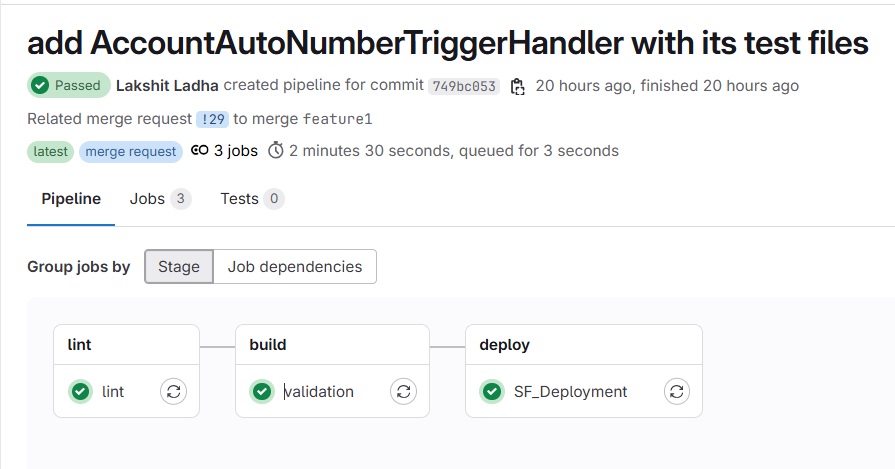 add AccountAutoNumberTriggerHandler with its test files
Passed Lakshit Ladha created pipeline for commit 749bc053 20 hours ago, finished 20 hours ago
Related merge request !29 to merge feature1
latest merge request 3 jobs 2 minutes 30 seconds, queued for 3 seconds
Pipeline Jobs 3 Tests 0
Group jobs by Stage Job dependencies
lint build deploy
lint validation SF_Deployment